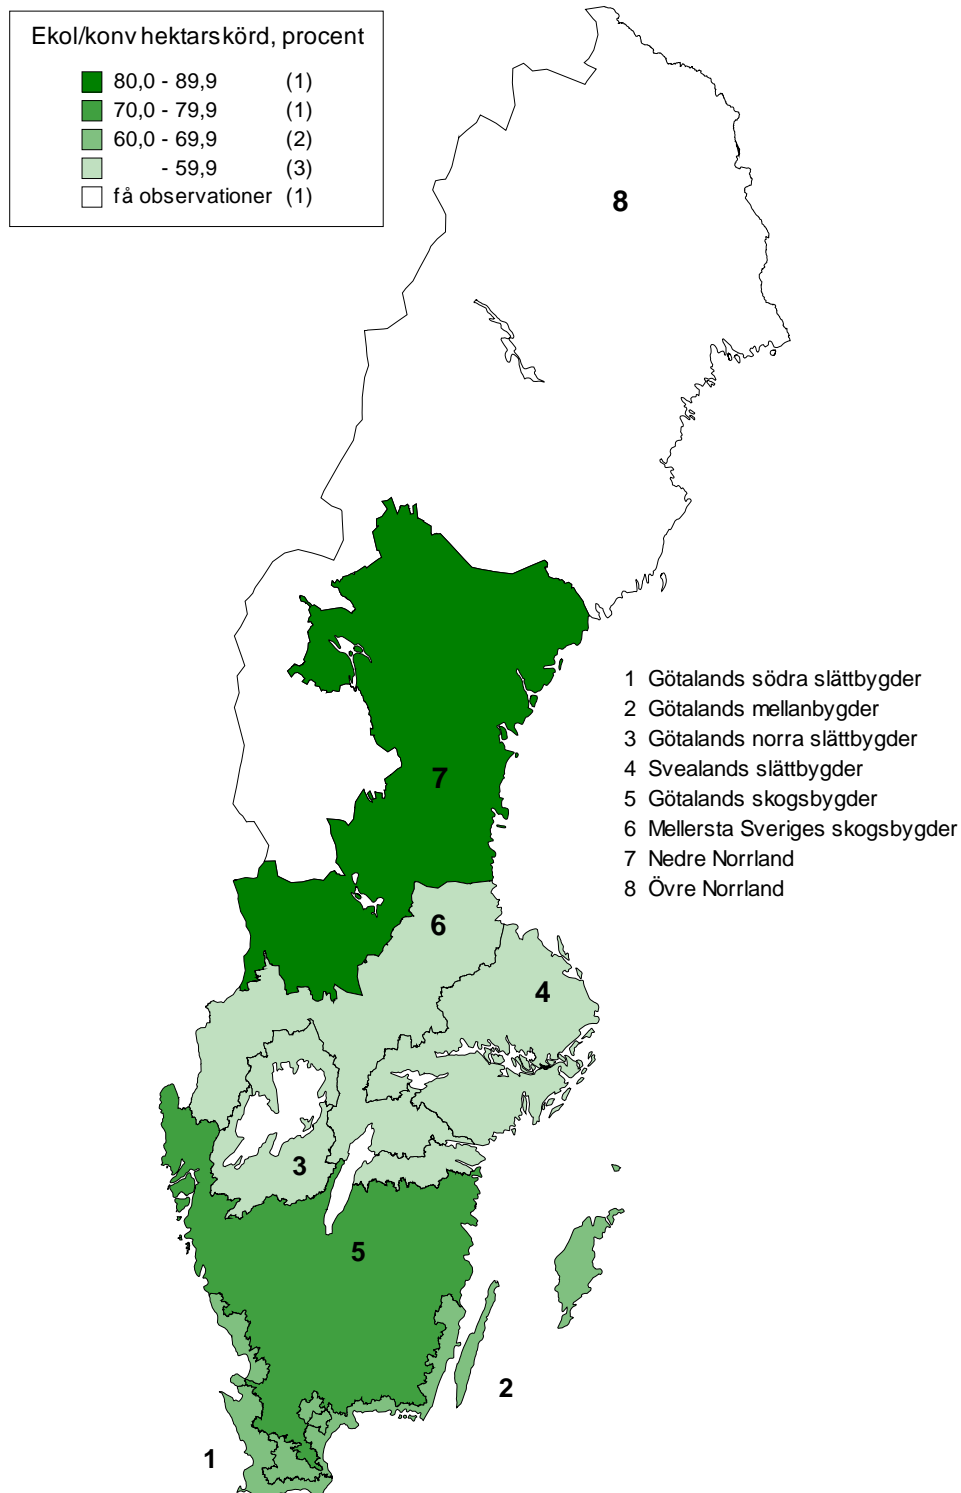 Ekol/konv hektarskörd, procent
80,0 - 89,9 (1)
70,0 - 79,9 (1)
60,0 - 69,9 (2)
- 59,9 (3)
få observationer (1)
8
1 Götalands södra slättbygder
2 Götalands mellanbygder
3 Götalands norra slättbygder
4 Svealands slättbygder
5 Götalands skogsbygder
6 Mellersta Sveriges skogsbygder
7 Nedre Norrland
8 Övre Norrland
7
6
4
3
5
2
1